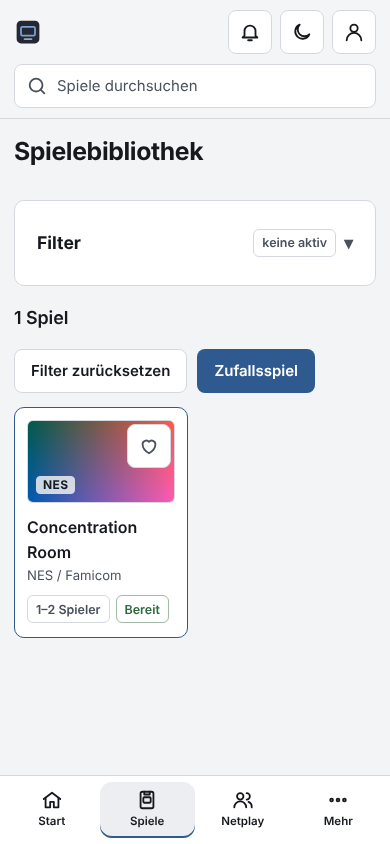 Spiele durchsuchen
Spielebibliothek
Filter
keine aktiv ▼
1 Spiel
Filter zurücksetzen
Zufallsspiel
NES
Concentration
Room
NES / Famicom
1–2 Spieler
Bereit
Start
Spiele
Netplay
Mehr